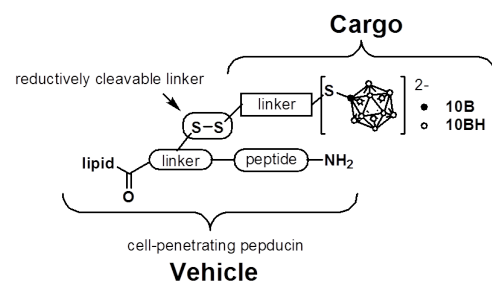 Cargo
reductively cleavable linker
S
2-
linker
10B
10BH
S–S
lipid
linker
peptide
NH2
O
cell-penetrating pepducin
Vehicle